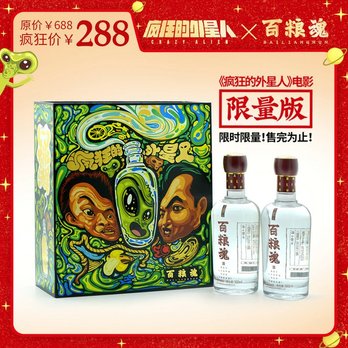 原价¥688
疯狂价¥288
疯狂的外星人
CRAZY ALIEN
×
百粮魂
BAILIANGHUN
《疯狂的外星人》电影
限量版
限时限量!售完为止!
疯狂的
外星人
百粮魂
百粮魂
百粮魂